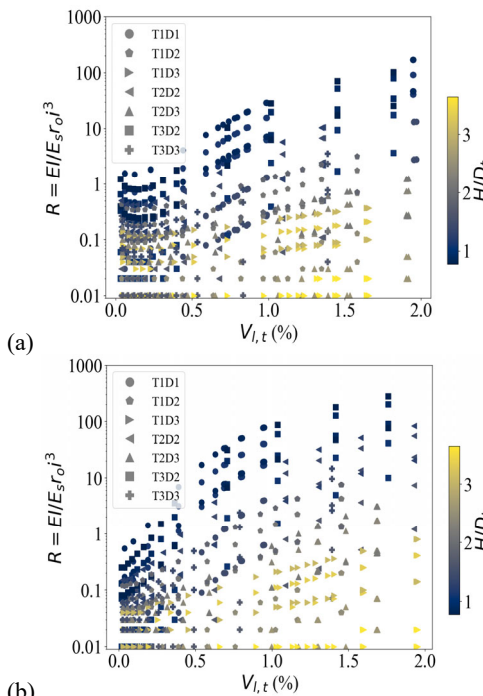 1000
100
10
1
0.1
0.01
R = EI/E_s r_o i^3
T1D1
T1D2
T1D3
T2D2
T2D3
T3D2
T3D3
0.0 0.5 1.0 1.5 2.0
V_{l,t} (%)
3
2
1
(a)
1000
100
10
1
0.1
0.01
R = EI/E_s r_o i^3
T1D1
T1D2
T1D3
T2D2
T2D3
T3D2
T3D3
0.0 0.5 1.0 1.5 2.0
V_{l,t} (%)
3
2
1
(b)